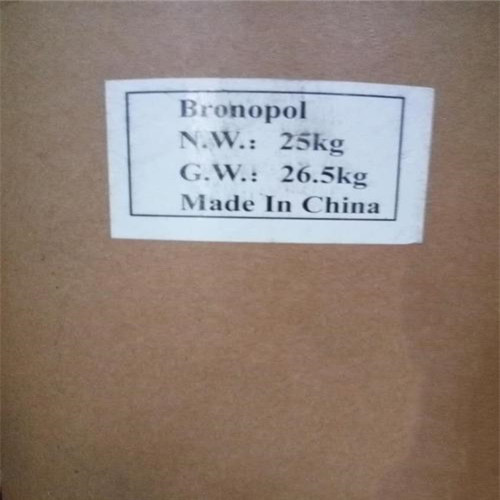 Bronopol
N.W.: 25kg
G.W.: 26.5kg
Made In China